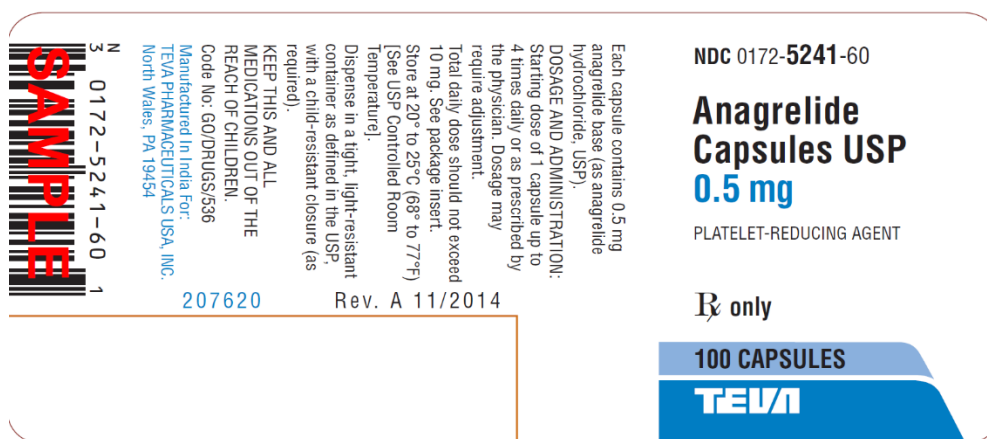 NDC 0172-5241-60
Anagrelide
Capsules USP
0.5 mg
PLATELET-REDUCING AGENT
Rx only
100 CAPSULES
TEVA
Each capsule contains 0.5 mg
anagrelide base (as anagrelide
hydrochloride, USP).
DOSAGE AND ADMINISTRATION:
Starting dose of 1 capsule up to
4 times daily or as prescribed by
the physician. Dosage may
require adjustment.
Total daily dose should not exceed
10 mg. See package insert.
Store at 20° to 25°C (68° to 77°F)
[See USP Controlled Room
Temperature].
Dispense in a tight, light-resistant
container as defined in the USP,
with a child-resistant closure (as
required).
KEEP THIS AND ALL
MEDICATIONS OUT OF THE
REACH OF CHILDREN.
Code No: GO/DRUGS/536
Manufactured In India For:
TEVA PHARMACEUTICALS USA, INC.
North Wales, PA 19454
207620 Rev. A 11/2014
N
3 0172-5241-60 1
SAMPLE